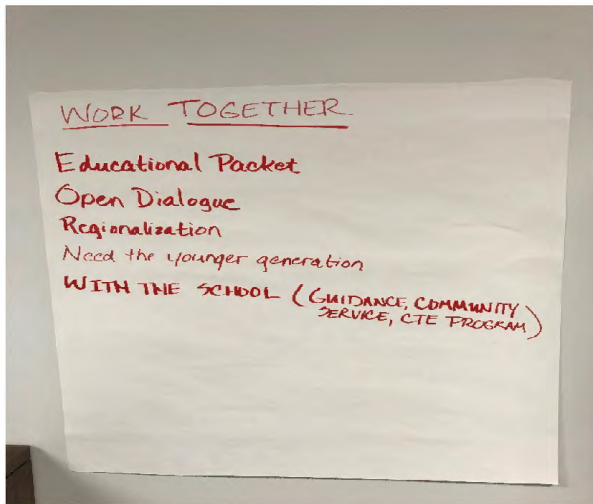 WORK TOGETHER
Educational Packet
Open Dialogue
Regionalization
Need the younger generation
WITH THE SCHOOL (GUIDANCE, COMMUNITY
SERVICE, CTE PROGRAM)